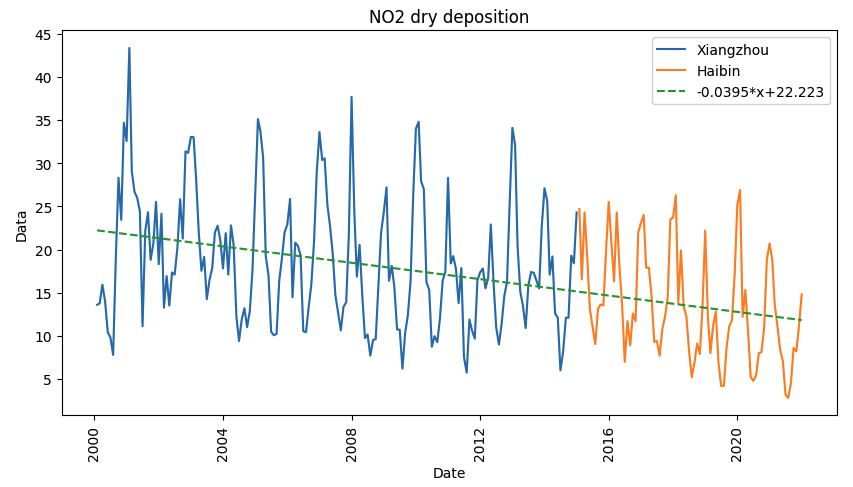 NO2 dry deposition
Xiangzhou
Haibin
-0.0395*x+22.223
45
40
35
30
25
20
15
10
5
Data
2000
2004
2008
2012
2016
2020
Date